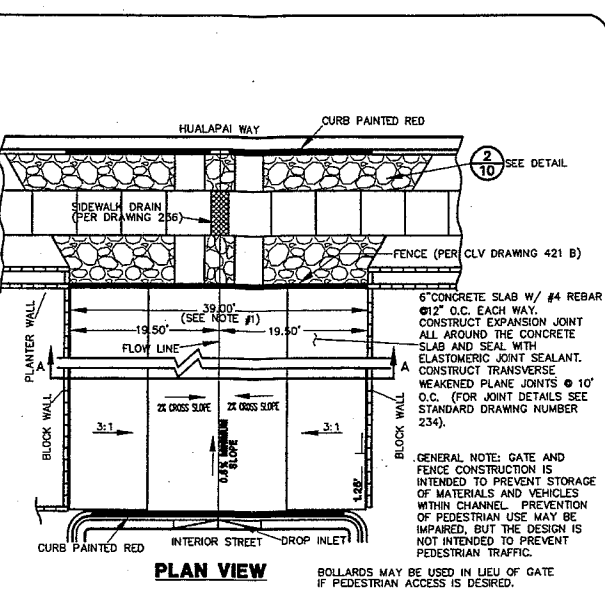 HUALAPAI WAY
CURB PAINTED RED
2
10
SEE DETAIL
SIDEWALK DRAIN
(PER DRAWING 236)
FENCE (PER CLV DRAWING 421 B)
39.00'
(SEE NOTE #1)
19.50'
19.50'
FLOW LINE
PLANTER WALL
A
A
6"CONCRETE SLAB W/ #4 REBAR
@12" O.C. EACH WAY.
CONSTRUCT EXPANSION JOINT
ALL AROUND THE CONCRETE
SLAB AND SEAL WITH
ELASTOMERIC JOINT SEALANT.
CONSTRUCT TRANSVERSE
WEAKENED PLANE JOINTS @ 10'
O.C. (FOR JOINT DETAILS SEE
STANDARD DRAWING NUMBER
234).
BLOCK WALL
2% CROSS SLOPE
2% CROSS SLOPE
3:1
3:1
0.5% MINIMUM
SLOPE
1.25'
BLOCK WALL
GENERAL NOTE: GATE AND
FENCE CONSTRUCTION IS
INTENDED TO PREVENT STORAGE
OF MATERIALS AND VEHICLES
WITHIN CHANNEL. PREVENTION
OF PEDESTRIAN USE MAY BE
IMPAIRED, BUT THE DESIGN IS
NOT INTENDED TO PREVENT
PEDESTRIAN TRAFFIC.
CURB PAINTED RED
INTERIOR STREET
DROP INLET
PLAN VIEW
BOLLARDS MAY BE USED IN LIEU OF GATE
IF PEDESTRIAN ACCESS IS DESIRED.